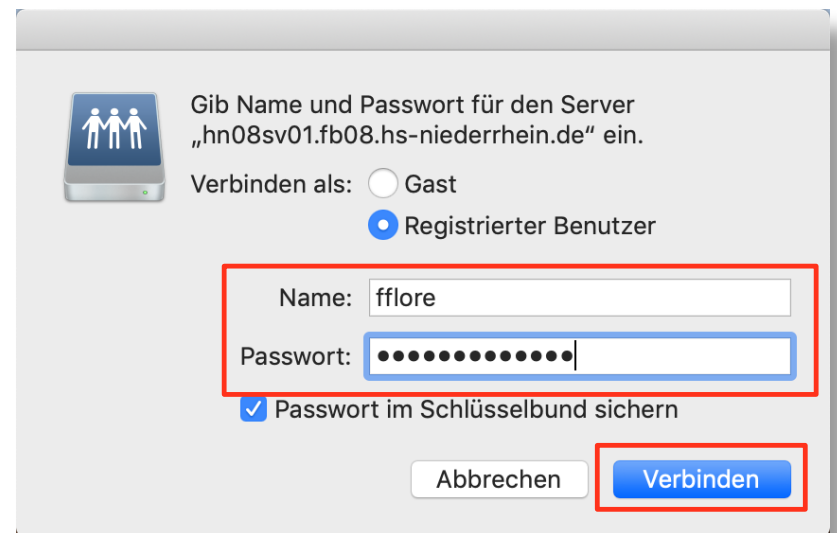 Gib Name und Passwort für den Server
„hn08sv01.fb08.hs-niederrhein.de“ ein.
Verbinden als: Gast
Registrierter Benutzer
Name: fflore
Passwort: •••••••••••••
Passwort im Schlüsselbund sichern
Abbrechen Verbinden